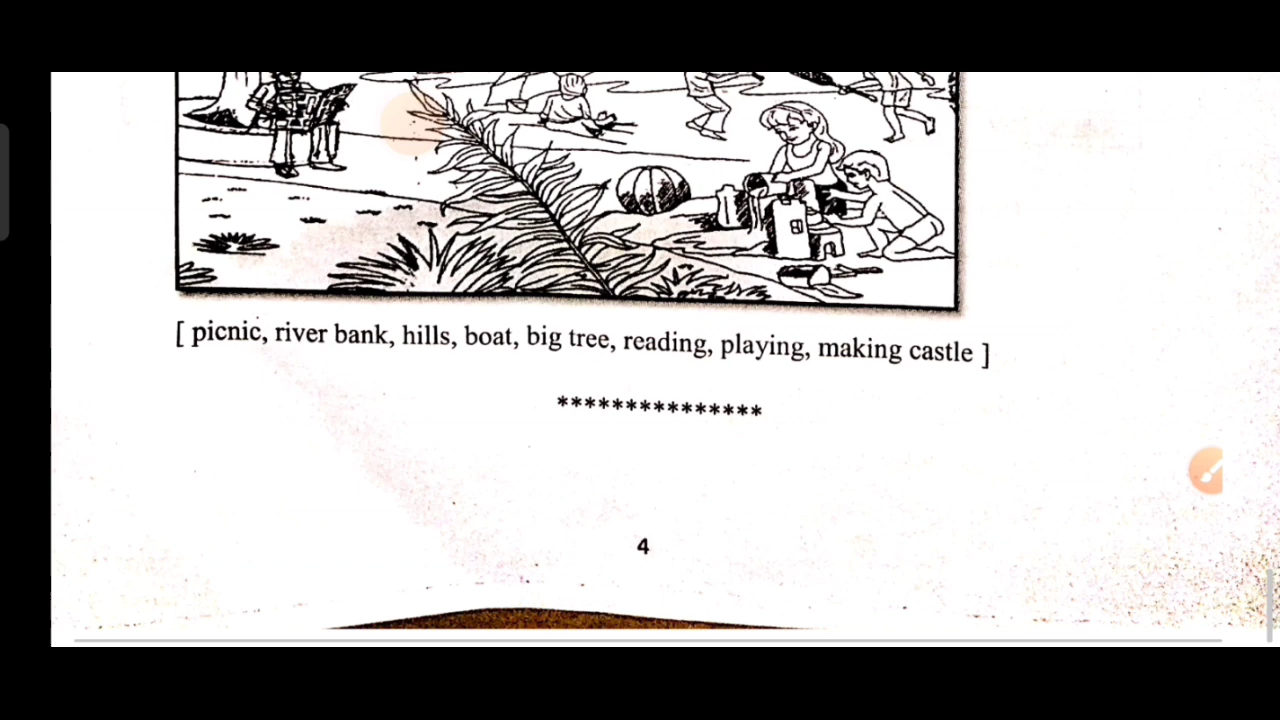 [ picnic, river bank, hills, boat, big tree, reading, playing, making castle ]
***************
4